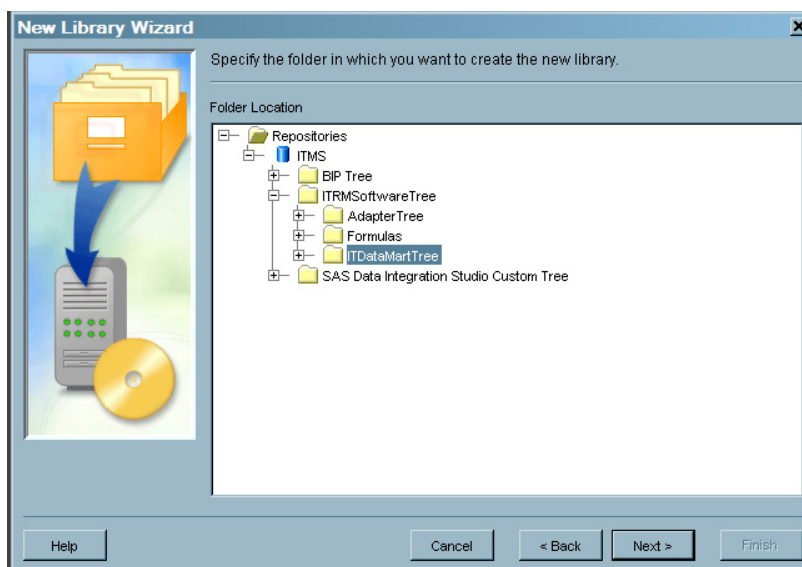 New Library Wizard
Specify the folder in which you want to create the new library.
Folder Location
Repositories
ITMS
BIP Tree
ITRMSoftwareTree
AdapterTree
Formulas
ITDataMartTree
SAS Data Integration Studio Custom Tree
Help
Cancel
< Back
Next >
Finish